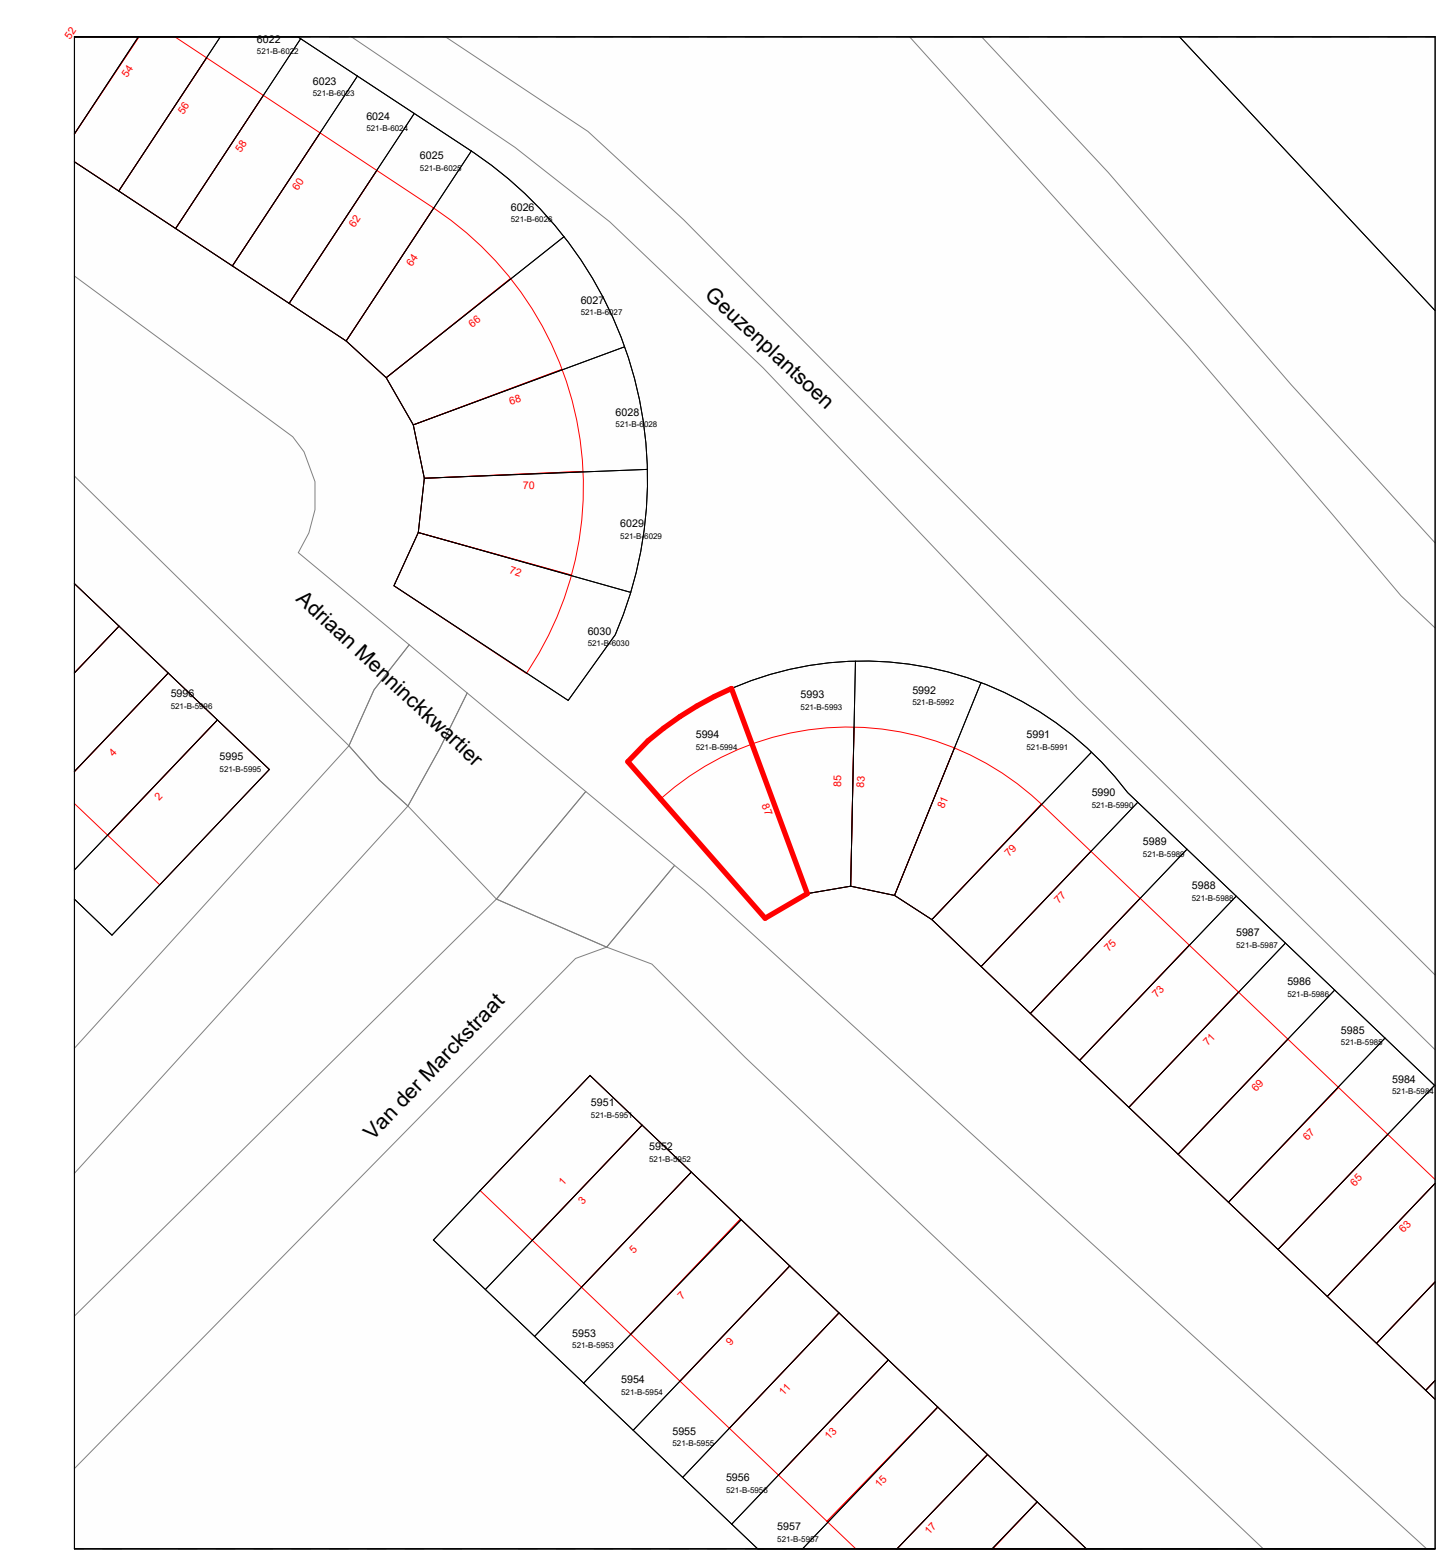 52
54
56
58
60
62
64
66
68
70
72
6022
521-B-6022
6023
521-B-6023
6024
521-B-6024
6025
521-B-6025
6026
521-B-6026
6027
521-B-6027
6028
521-B-6028
6029
521-B-6029
6030
521-B-6030
Geuzenplantsoen
Adriaan Menninckkwartier
5996
521-B-5996
5995
521-B-5995
4
2
5994
521-B-5994
5993
521-B-5993
5992
521-B-5992
5991
521-B-5991
5990
521-B-5990
5989
521-B-5989
5988
521-B-5988
5987
521-B-5987
5986
521-B-5986
5985
521-B-5985
5984
521-B-5984
87
85
83
81
79
77
75
73
71
69
67
65
63
Van der Marckstraat
5951
521-B-5951
5952
521-B-5952
1
3
5
7
9
11
13
15
17
5953
521-B-5953
5954
521-B-5954
5955
521-B-5955
5956
521-B-5956
5957
521-B-5957